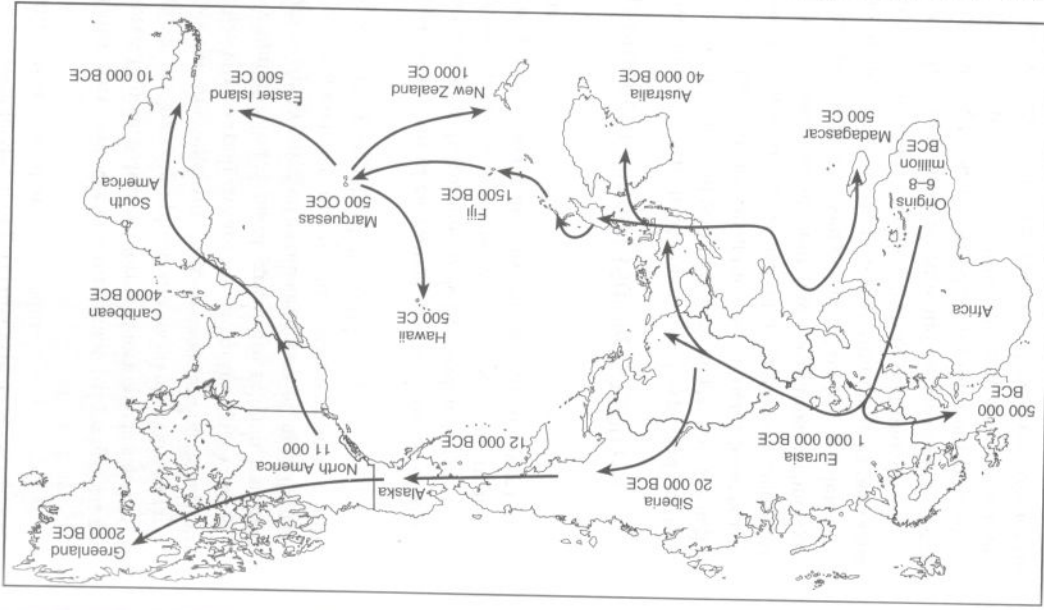 Greenland
2000 BCE
Siberia
20 000 BCE
Alaska
North America
11 000
Eurasia
1 000 000 BCE
12 000 BCE
500 000
BCE
Hawaii
500 CE
Caribbean
4000 BCE
Africa
Origins
6–8
million
BCE
Marquesas
500 OCE
Fiji
1500 BCE
South
America
Madagascar
500 CE
Australia
40 000 BCE
New Zealand
1000 CE
Easter Island
500 CE
10 000 BCE